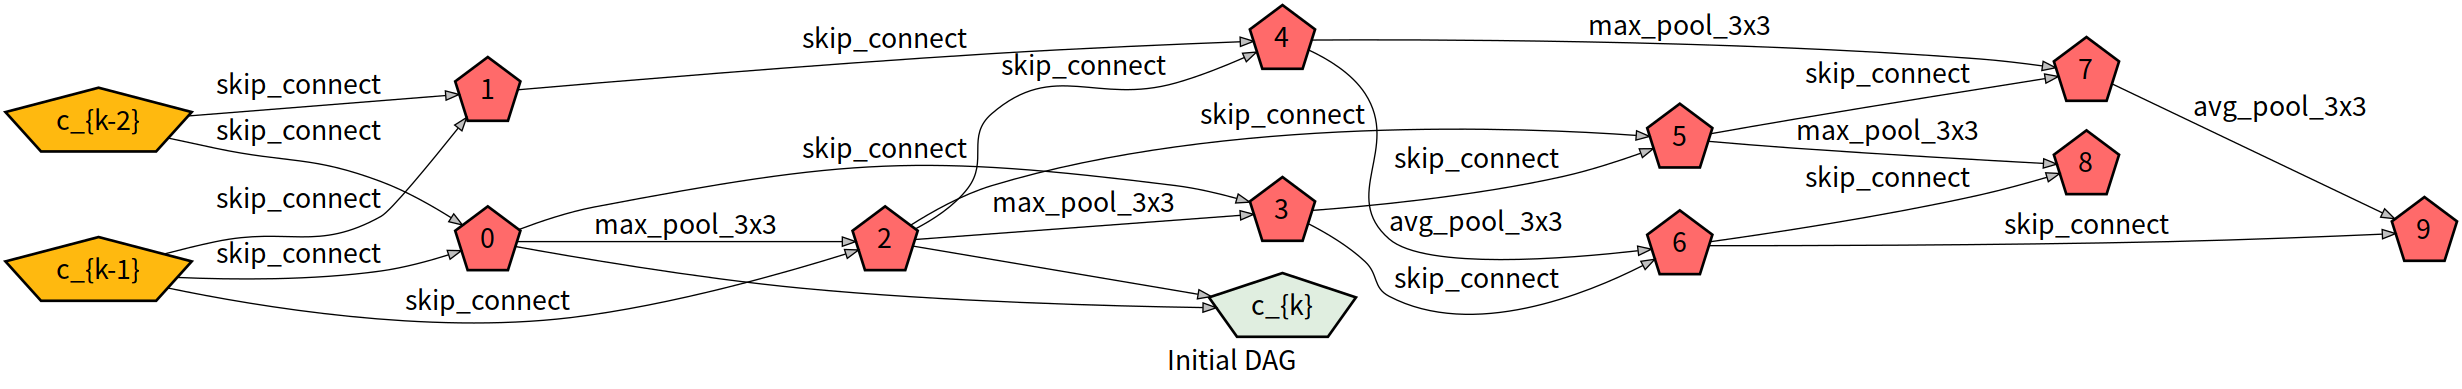 skip_connect
max_pool_3x3
4
skip_connect
skip_connect
7
skip_connect
skip_connect
1
avg_pool_3x3
c_{k-2}
skip_connect
skip_connect
5
max_pool_3x3
skip_connect
skip_connect
8
skip_connect
skip_connect
max_pool_3x3
3
avg_pool_3x3
skip_connect
max_pool_3x3
0
2
6
9
skip_connect
c_{k-1}
skip_connect
skip_connect
c_{k}
Initial DAG